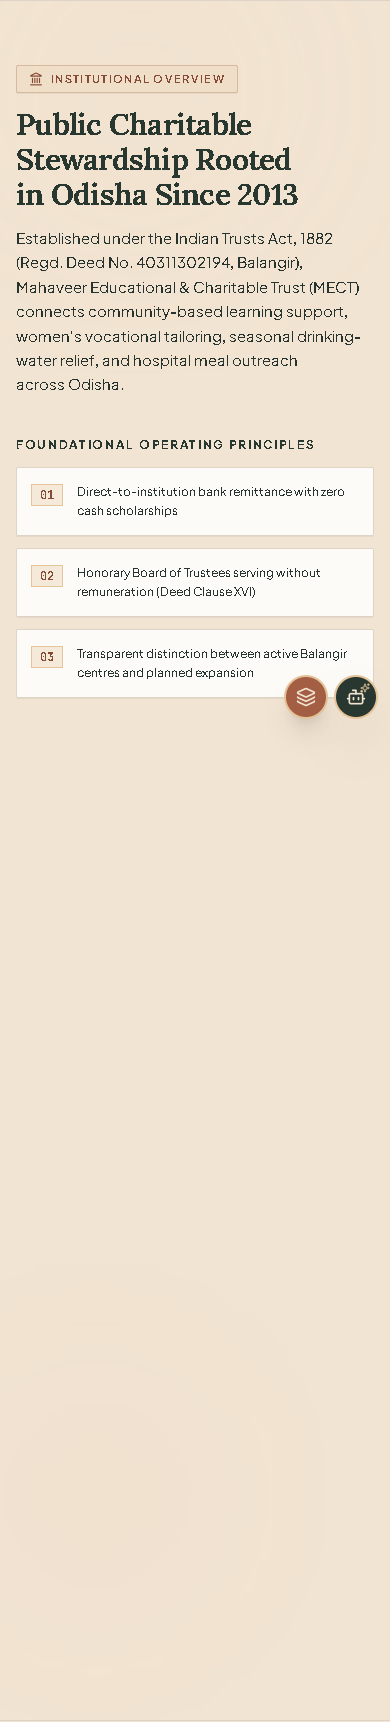 INSTITUTIONAL OVERVIEW
Public Charitable
Stewardship Rooted
in Odisha Since 2013
Established under the Indian Trusts Act, 1882
(Regd. Deed No. 40311302194, Balangir),
Mahaveer Educational & Charitable Trust (MECT)
connects community-based learning support,
women's vocational tailoring, seasonal drinking-
water relief, and hospital meal outreach
across Odisha.
FOUNDATIONAL OPERATING PRINCIPLES
01
Direct-to-institution bank remittance with zero
cash scholarships
02
Honorary Board of Trustees serving without
remuneration (Deed Clause XVI)
03
Transparent distinction between active Balangir
centres and planned expansion